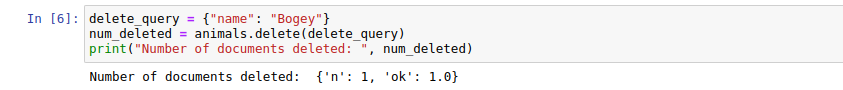 In [6]: delete_query = {"name": "Bogey"}
num_deleted = animals.delete(delete_query)
print("Number of documents deleted: ", num_deleted)
Number of documents deleted:  {'n': 1, 'ok': 1.0}